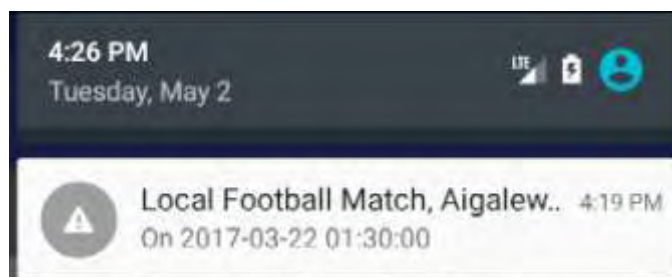 4:26 PM
Tuesday, May 2
LTE
Local Football Match, Aigalew.. 4:19 PM
On 2017-03-22 01:30:00